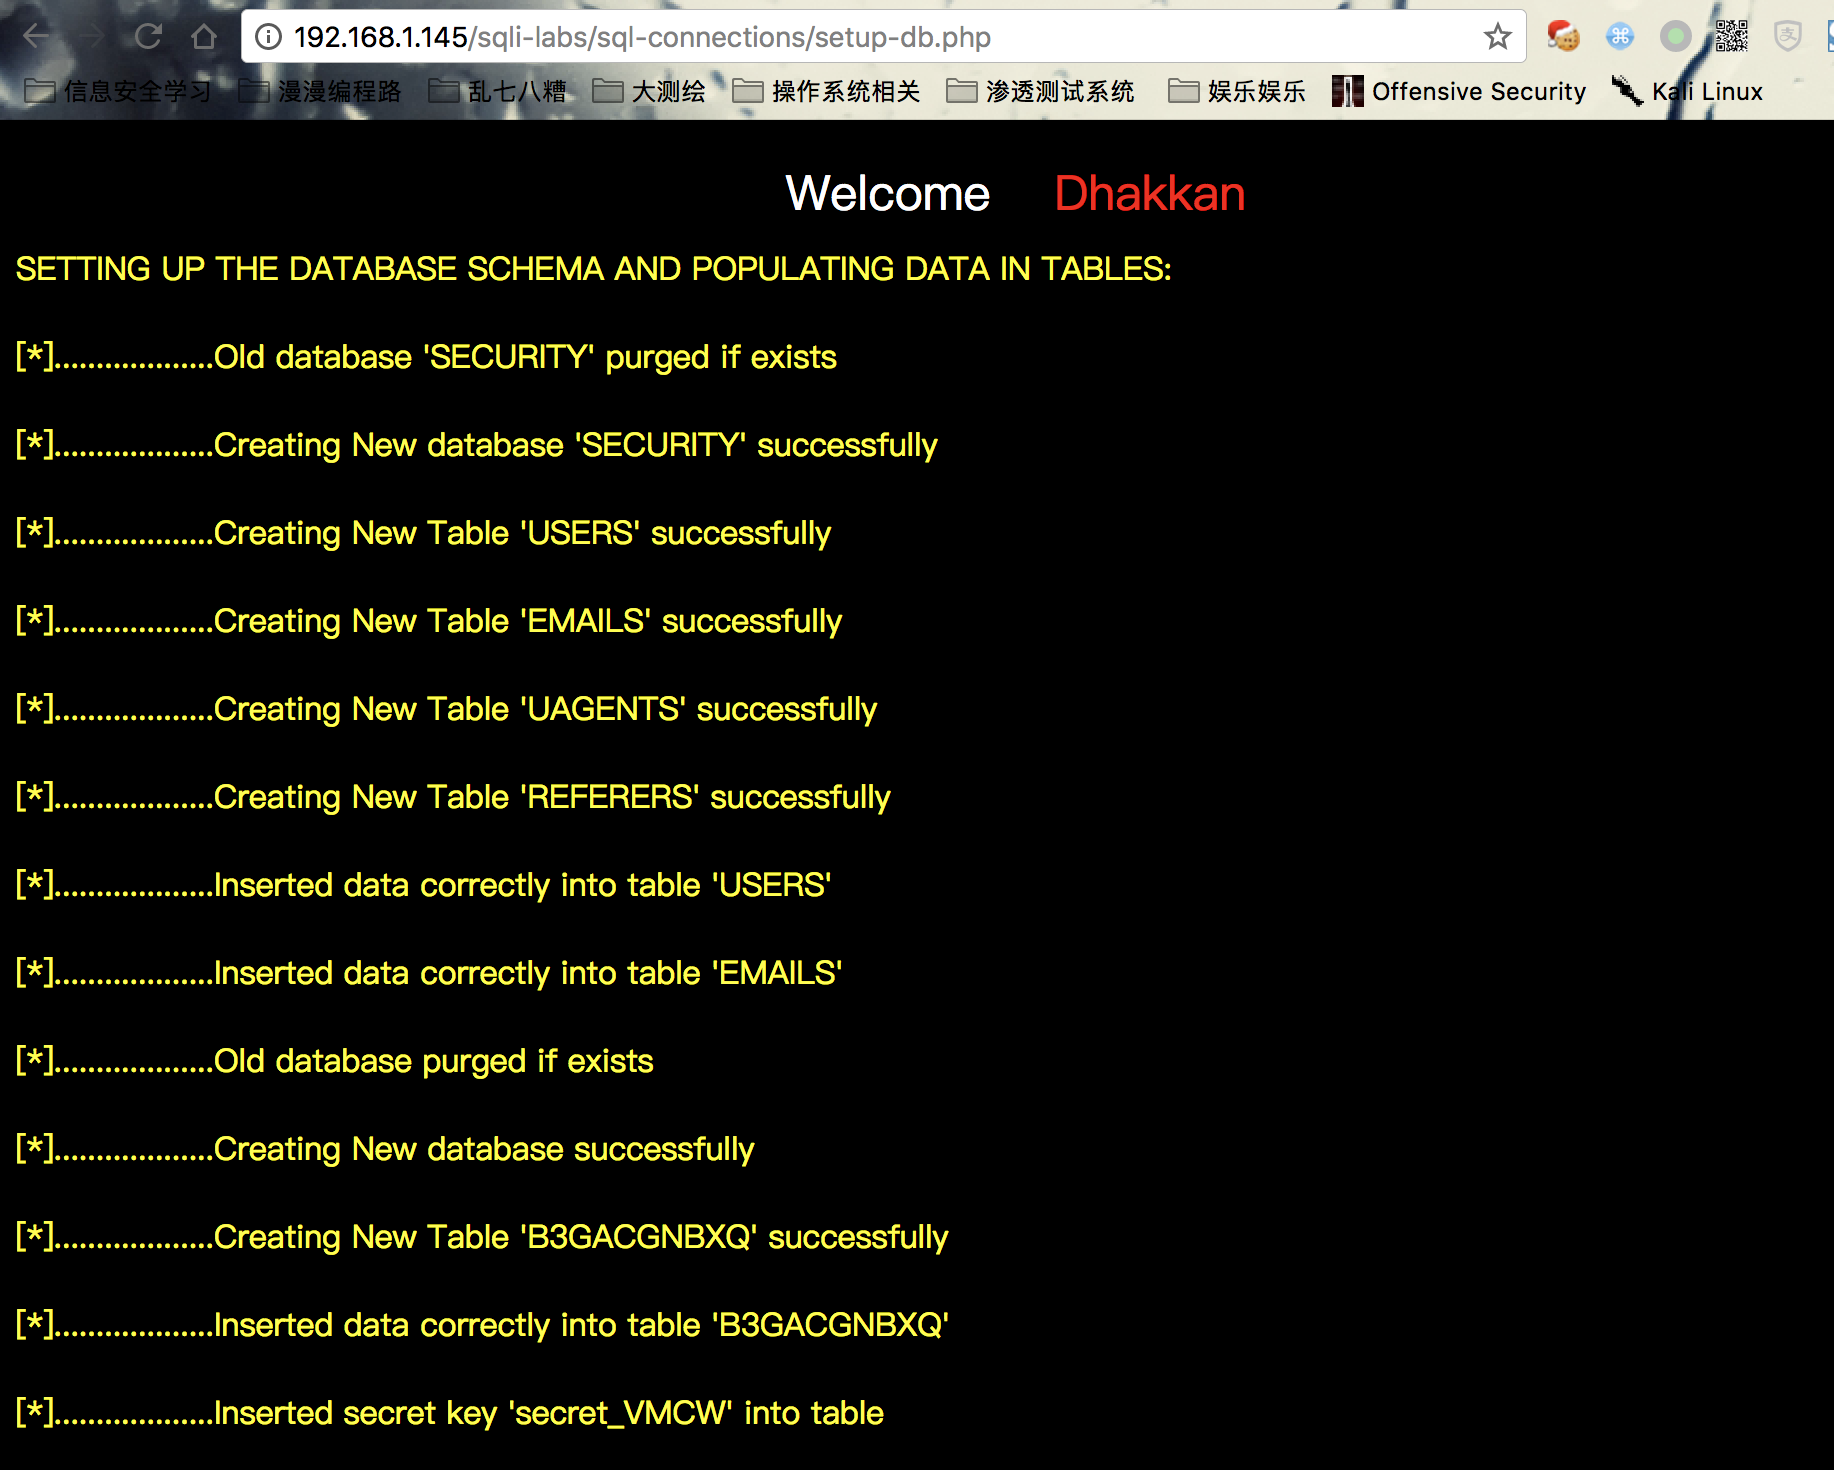 192.168.1.145/sqli-labs/sql-connections/setup-db.php
信息安全学习 漫漫编程路 乱七八糟 大测绘 操作系统相关 渗透测试系统 娱乐娱乐 Offensive Security Kali Linux
Welcome Dhakkan
SETTING UP THE DATABASE SCHEMA AND POPULATING DATA IN TABLES:
[*]...................Old database 'SECURITY' purged if exists
[*]...................Creating New database 'SECURITY' successfully
[*]...................Creating New Table 'USERS' successfully
[*]...................Creating New Table 'EMAILS' successfully
[*]...................Creating New Table 'UAGENTS' successfully
[*]...................Creating New Table 'REFERERS' successfully
[*]...................Inserted data correctly into table 'USERS'
[*]...................Inserted data correctly into table 'EMAILS'
[*]...................Old database purged if exists
[*]...................Creating New database successfully
[*]...................Creating New Table 'B3GACGNBXQ' successfully
[*]...................Inserted data correctly into table 'B3GACGNBXQ'
[*]...................Inserted secret key 'secret_VMCW' into table